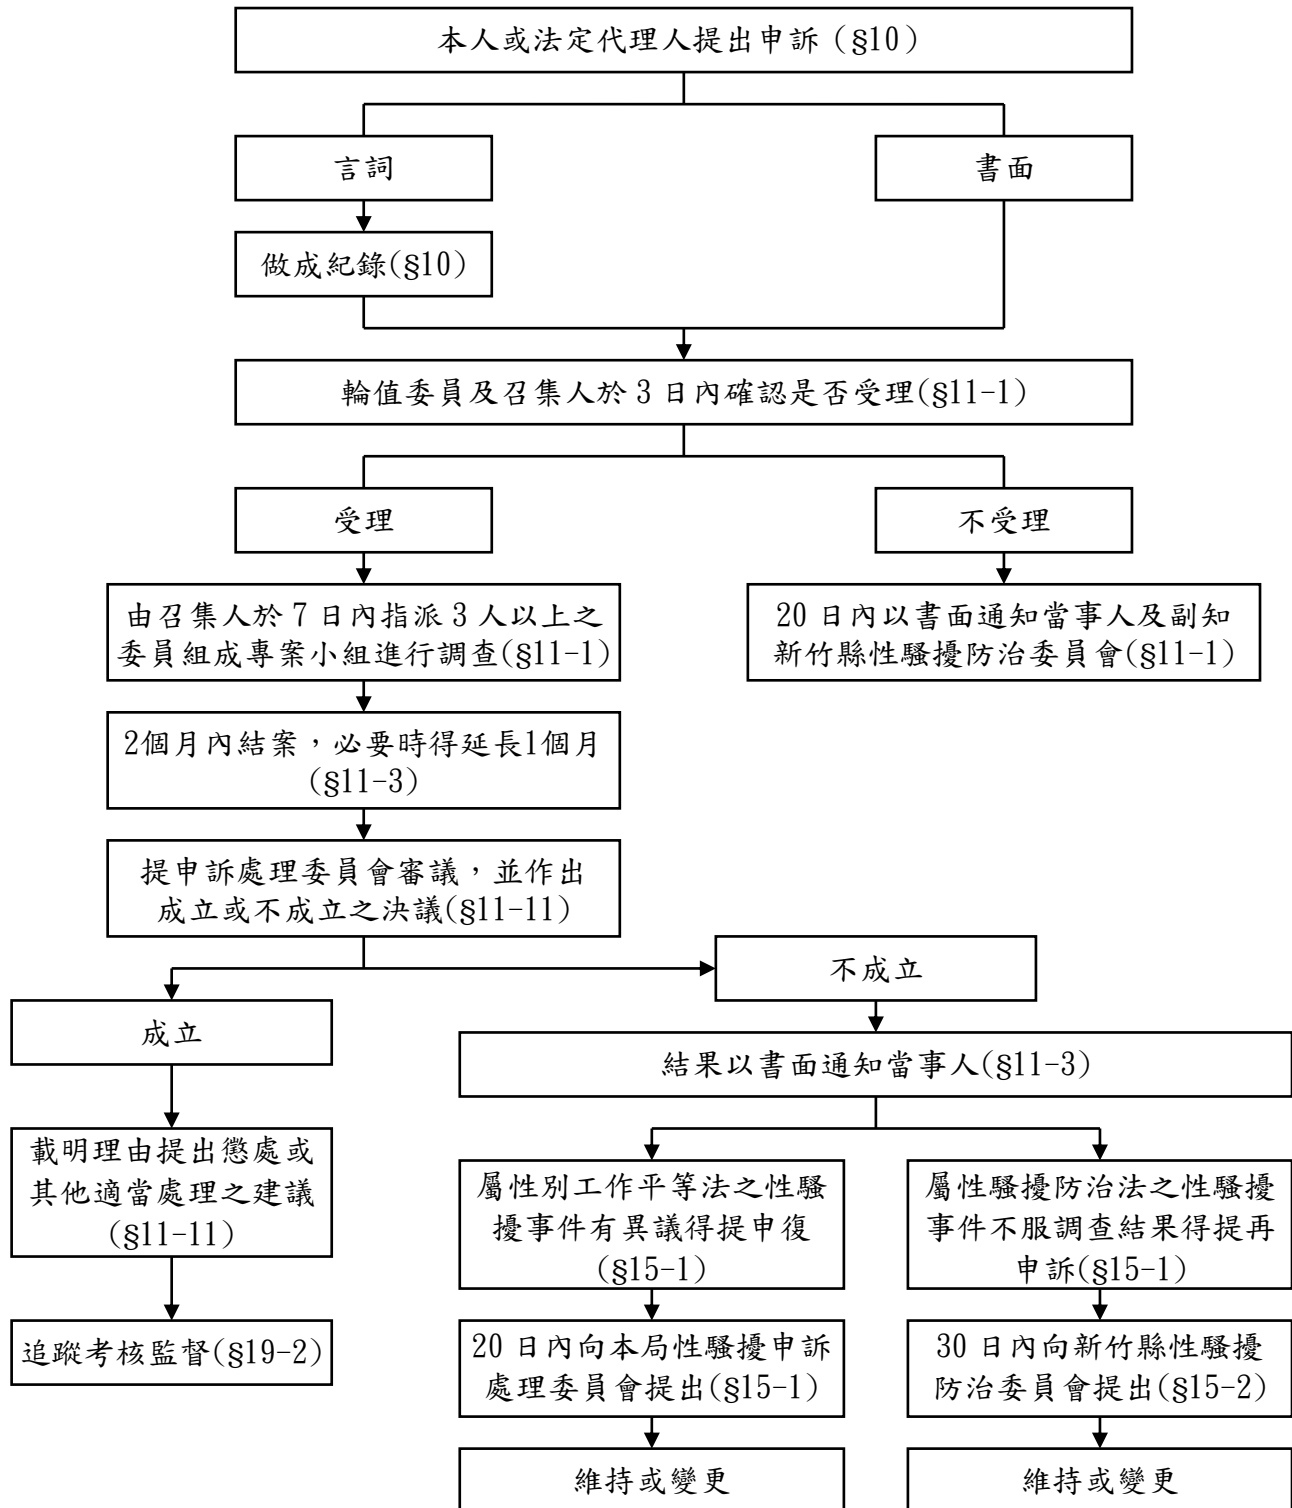 本人或法定代理人提出申訴（§10）
言詞
書面
做成紀錄(§10)
輪值委員及召集人於 3 日內確認是否受理(§11-1)
受理
不受理
由召集人於 7 日內指派 3 人以上之
委員組成專案小組進行調查(§11-1)
20 日內以書面通知當事人及副知
新竹縣性騷擾防治委員會(§11-1)
2個月內結案，必要時得延長1個月
(§11-3)
提申訴處理委員會審議，並作出
成立或不成立之決議(§11-11)
不成立
成立
結果以書面通知當事人(§11-3)
載明理由提出懲處或
其他適當處理之建議
(§11-11)
屬性別工作平等法之性騷
擾事件有異議得提申復
(§15-1)
屬性騷擾防治法之性騷擾
事件不服調查結果得提再
申訴(§15-1)
追蹤考核監督(§19-2)
20 日內向本局性騷擾申訴
處理委員會提出(§15-1)
30 日內向新竹縣性騷擾
防治委員會提出(§15-2)
維持或變更
維持或變更